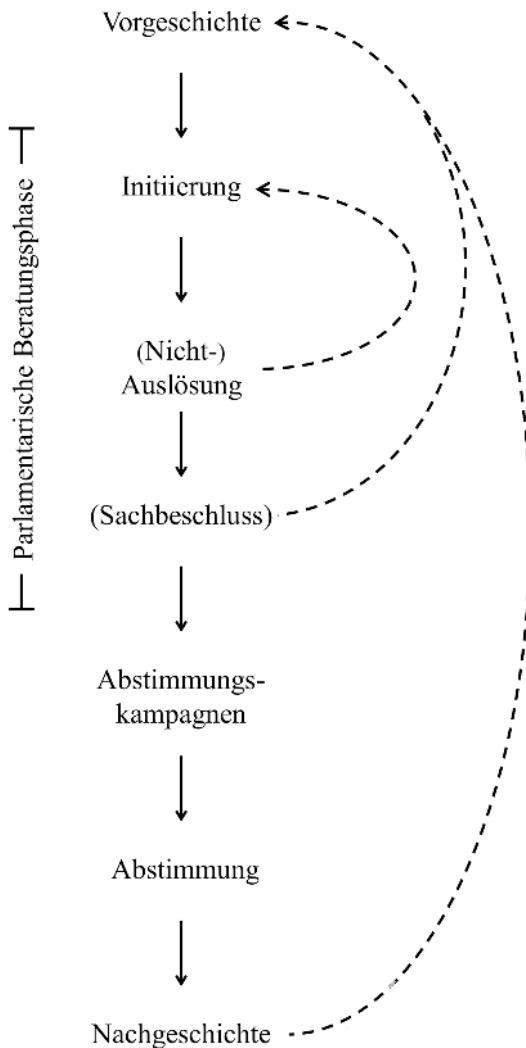 Vorgeschichte
Parlamentarische Beratungsphase
Initiierung
(Nicht-)
Auslösung
(Sachbeschluss)
Abstimmungs-
kampagnen
Abstimmung
Nachgeschichte